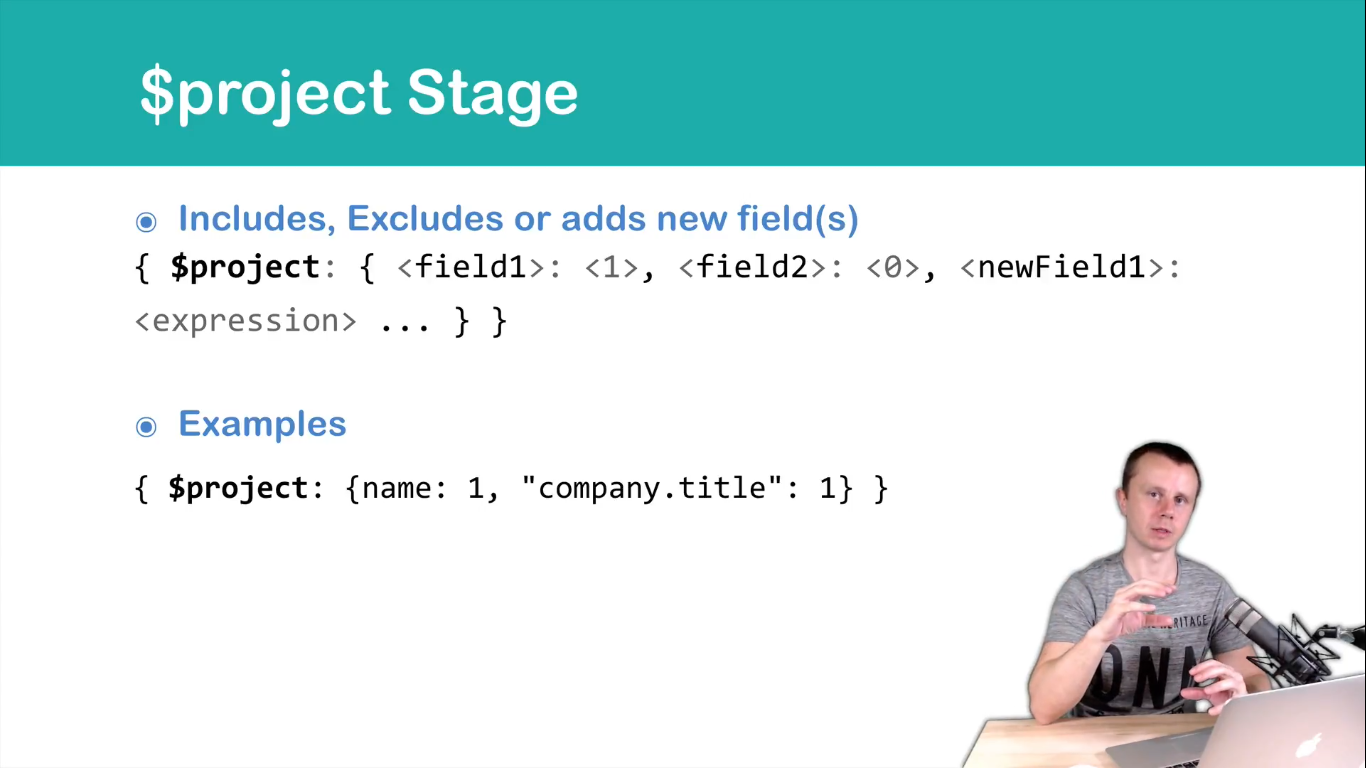 $project Stage
Includes, Excludes or adds new field(s)
{ $project: { <field1>: <1>, <field2>: <0>, <newField1>:
<expression> ... } }
Examples
{ $project: {name: 1, "company.title": 1} }